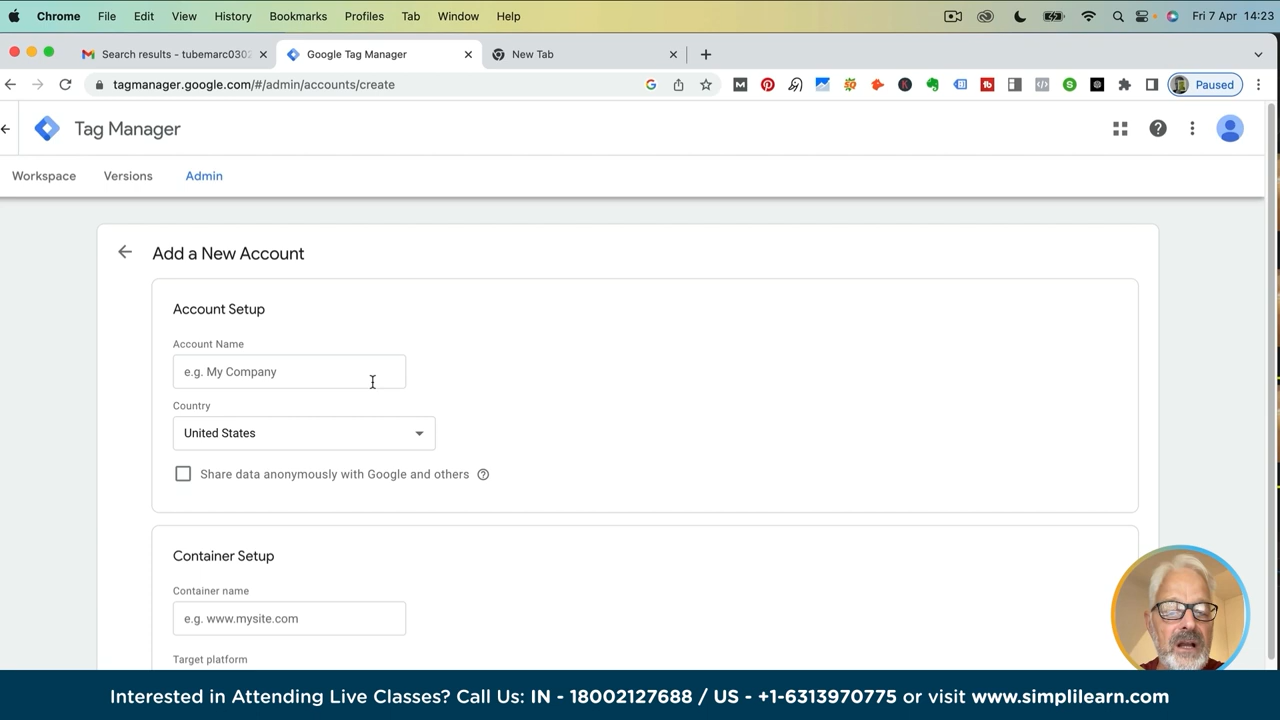 Chrome File Edit View History Bookmarks Profiles Tab Window Help Fri 7 Apr 14:23
Search results - tubemarc0302 Google Tag Manager New Tab
tagmanager.google.com/#/admin/accounts/create Paused
Tag Manager
Workspace Versions Admin
Add a New Account
Account Setup
Account Name
e.g. My Company
Country
United States
Share data anonymously with Google and others
Container Setup
Container name
e.g. www.mysite.com
Target platform
Interested in Attending Live Classes? Call Us: IN - 18002127688 / US - +1-6313970775 or visit www.simplilearn.com